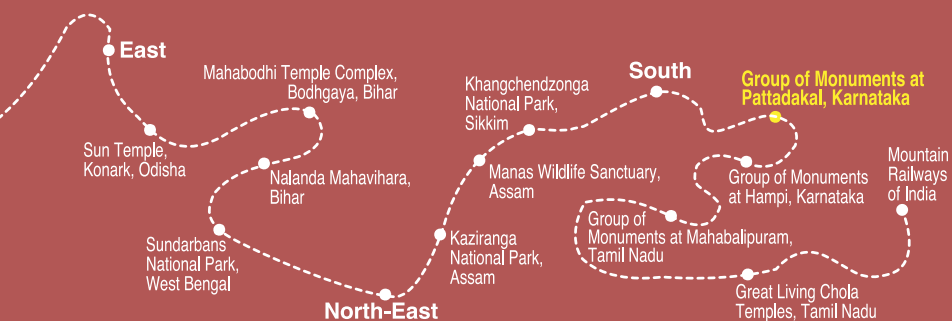 East
Sun Temple,
Konark, Odisha
Mahabodhi Temple Complex,
Bodhgaya, Bihar
Nalanda Mahavihara,
Bihar
Sundarbans
National Park,
West Bengal
North-East
Kaziranga
National Park,
Assam
Manas Wildlife Sanctuary,
Assam
Khangchendzonga
National Park,
Sikkim
South
Group of Monuments at
Pattadakal, Karnataka
Group of Monuments
at Hampi, Karnataka
Group of
Monuments at Mahabalipuram,
Tamil Nadu
Great Living Chola
Temples, Tamil Nadu
Mountain
Railways
of India